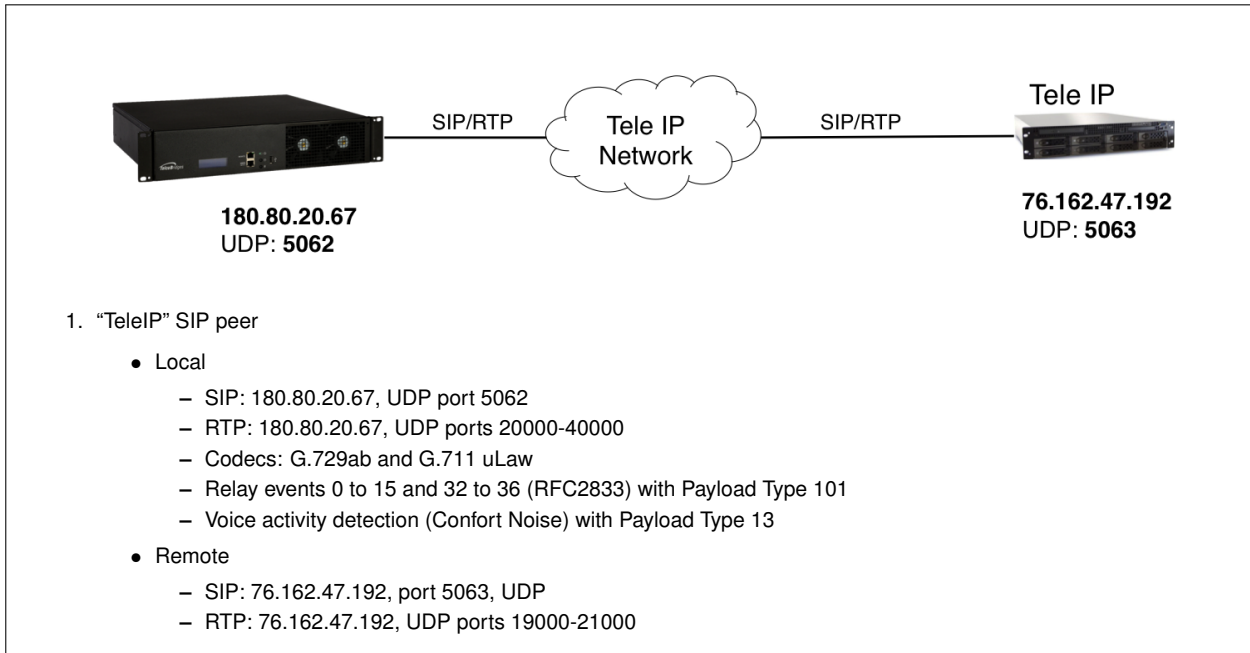 Tele IP
SIP/RTP
Tele IP
Network
SIP/RTP
180.80.20.67
UDP: 5062
76.162.47.192
UDP: 5063
1. “TeleIP” SIP peer
• Local
– SIP: 180.80.20.67, UDP port 5062
– RTP: 180.80.20.67, UDP ports 20000-40000
– Codecs: G.729ab and G.711 uLaw
– Relay events 0 to 15 and 32 to 36 (RFC2833) with Payload Type 101
– Voice activity detection (Confort Noise) with Payload Type 13
• Remote
– SIP: 76.162.47.192, port 5063, UDP
– RTP: 76.162.47.192, UDP ports 19000-21000